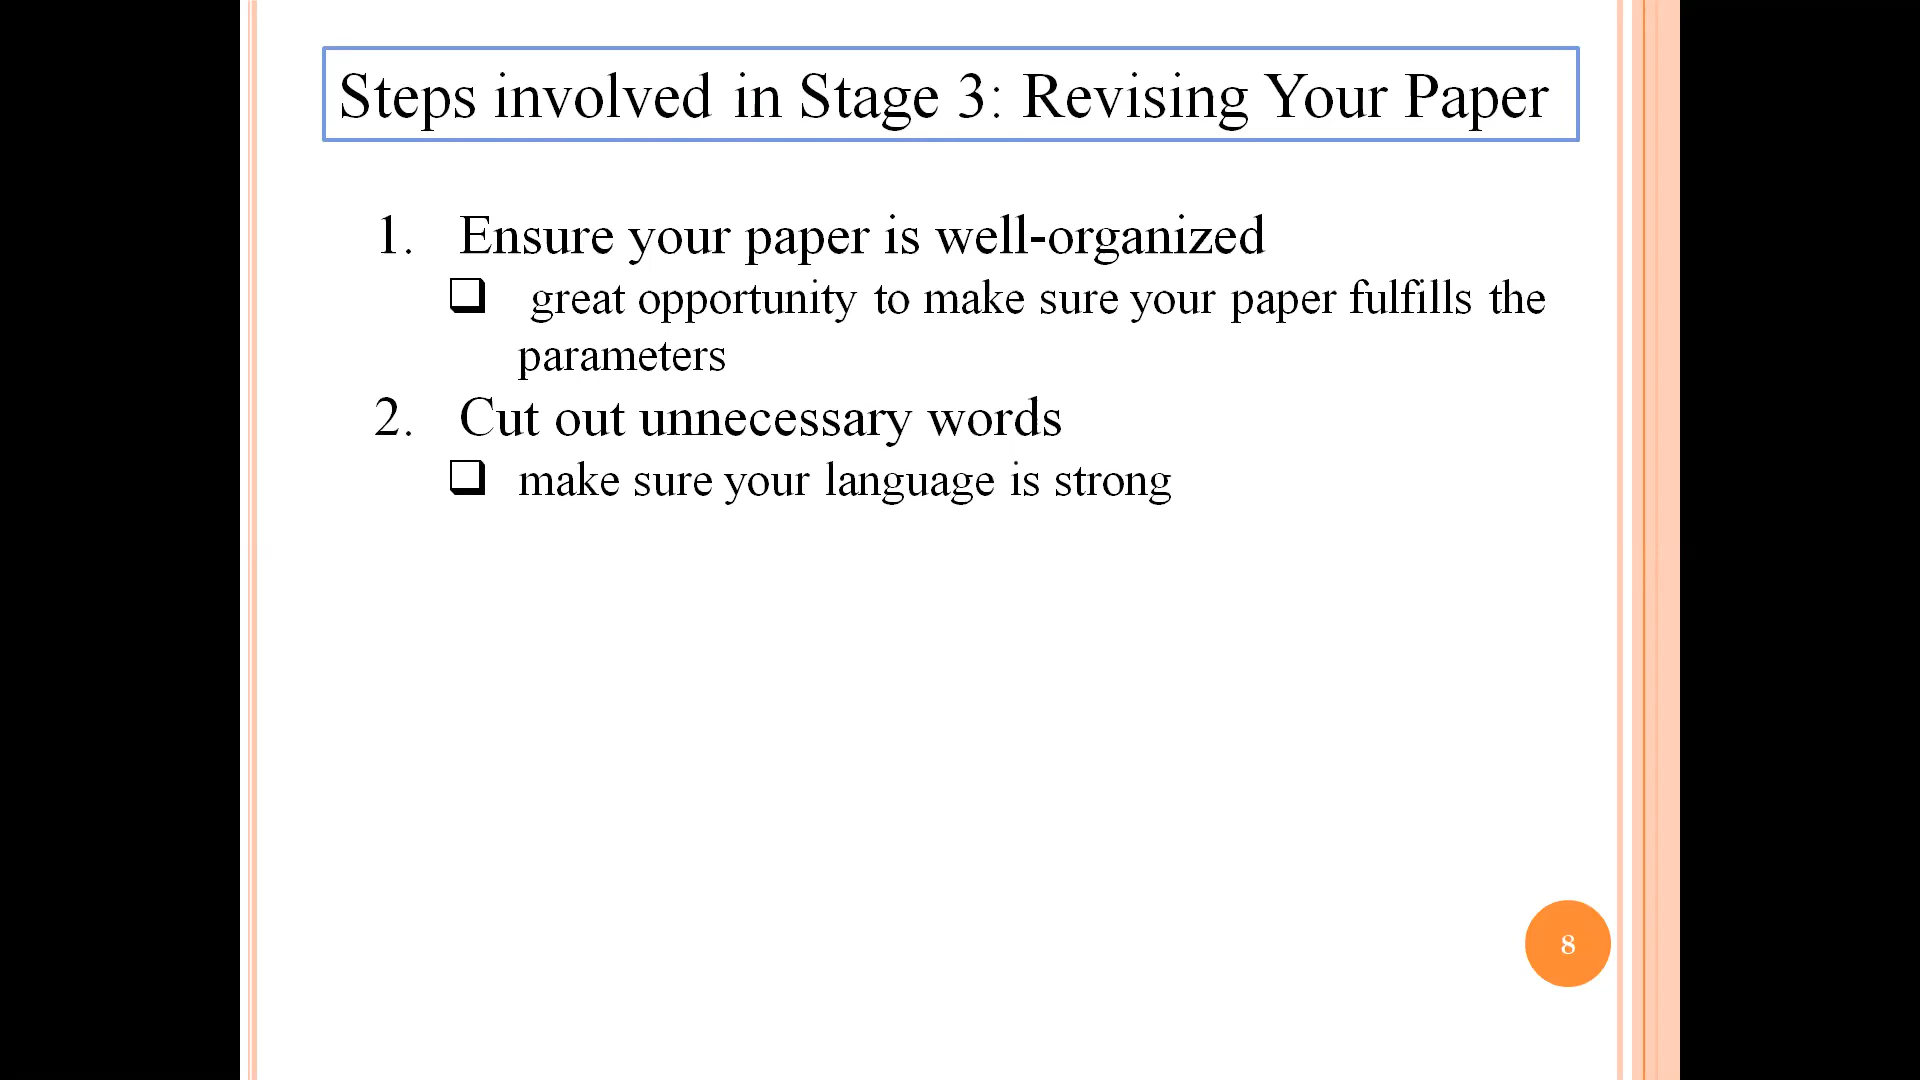 Steps involved in Stage 3: Revising Your Paper
1. Ensure your paper is well-organized
❑ great opportunity to make sure your paper fulfills the
parameters
2. Cut out unnecessary words
❑ make sure your language is strong
8